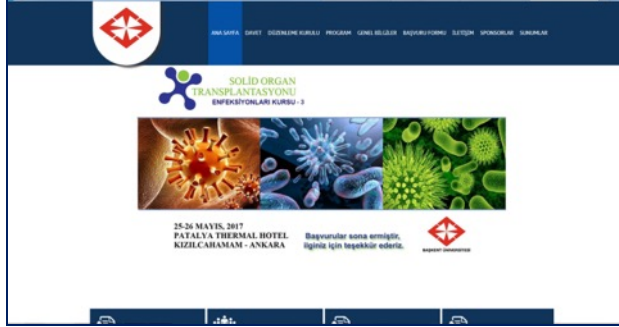 ANA SAYFA DAVET DÜZENLEME KURULU PROGRAM GENEL BİLGİLER BAŞVURU FORMU İLETİŞİM SPONSORLAR SUNUMLAR
SOLİD ORGAN
TRANSPLANTASYONU
ENFEKSİYONLARI KURSU - 3
25-26 MAYIS, 2017
PATALYA THERMAL HOTEL
KIZILCAHAMAM - ANKARA
Başvurular sona ermiştir,
ilginiz için teşekkür ederiz.
BAŞKENT ÜNİVERSİTESİ